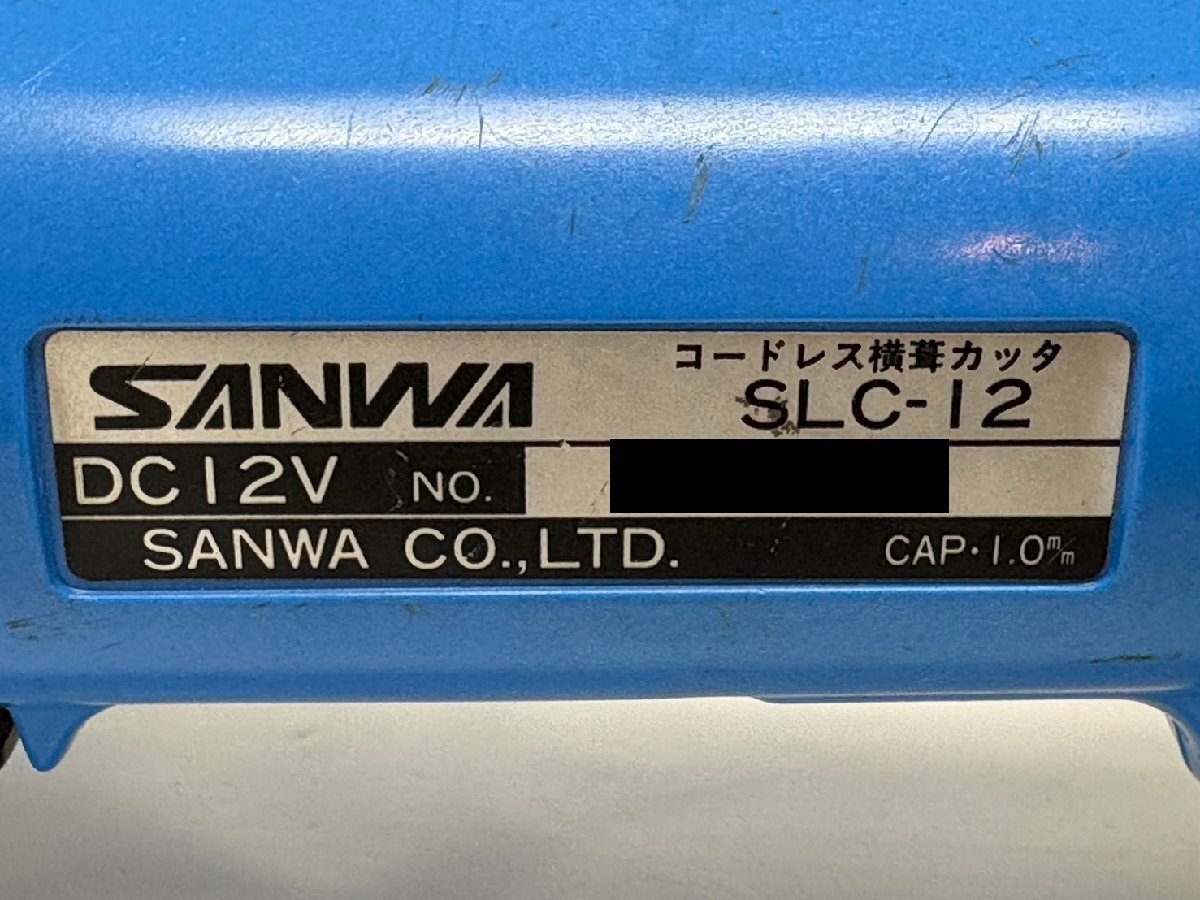 SANWA
コードレス横葺カッタ
SLC-12
DC12V NO.
SANWA CO.,LTD. CAP・1.0m/m